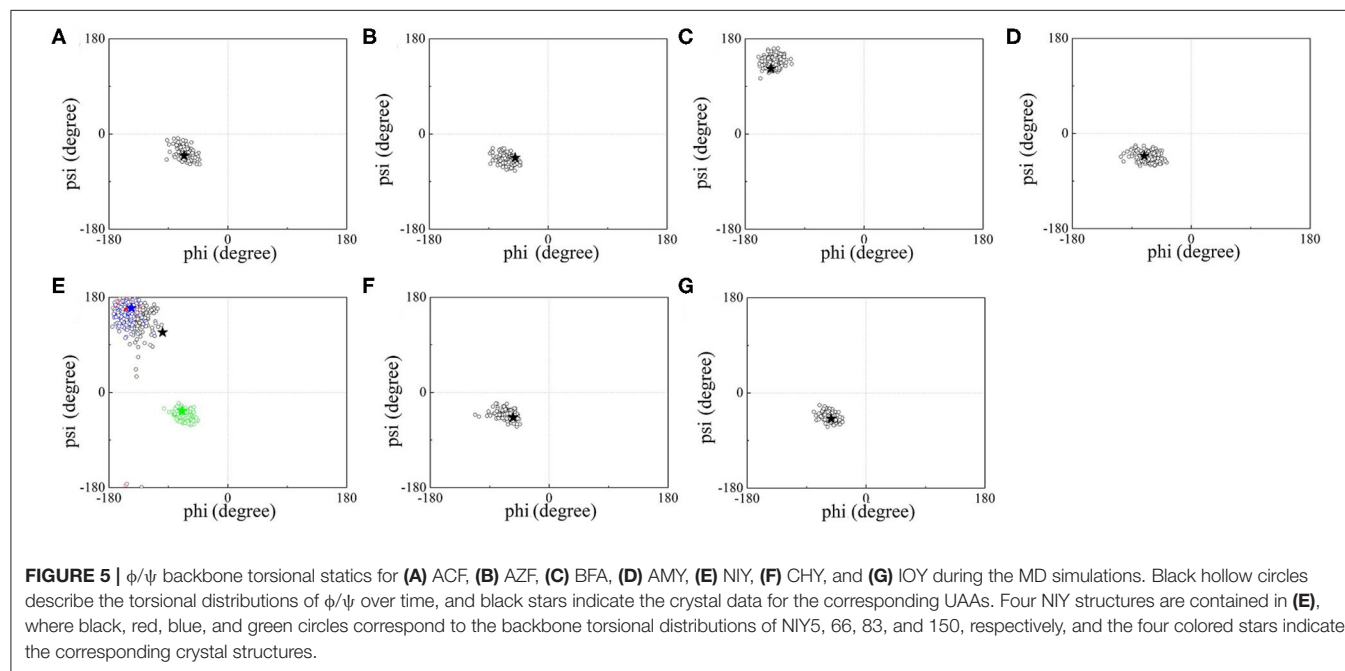 A
B
C
D
180
0
-180
psi (degree)
-180 0 180
phi (degree)
180
0
-180
psi (degree)
-180 0 180
phi (degree)
180
0
-180
psi (degree)
-180 0 180
phi (degree)
180
0
-180
psi (degree)
-180 0 180
phi (degree)
E
F
G
180
0
-180
psi (degree)
-180 0 180
phi (degree)
180
0
-180
psi (degree)
-180 0 180
phi (degree)
180
0
-180
psi (degree)
-180 0 180
phi (degree)
FIGURE 5 | ϕ/ψ backbone torsional statics for (A) ACF, (B) AZF, (C) BFA, (D) AMY, (E) NIY, (F) CHY, and (G) IOY during the MD simulations. Black hollow circles
describe the torsional distributions of ϕ/ψ over time, and black stars indicate the crystal data for the corresponding UAAs. Four NIY structures are contained in (E),
where black, red, blue, and green circles correspond to the backbone torsional distributions of NIY5, 66, 83, and 150, respectively, and the four colored stars indicate
the corresponding crystal structures.